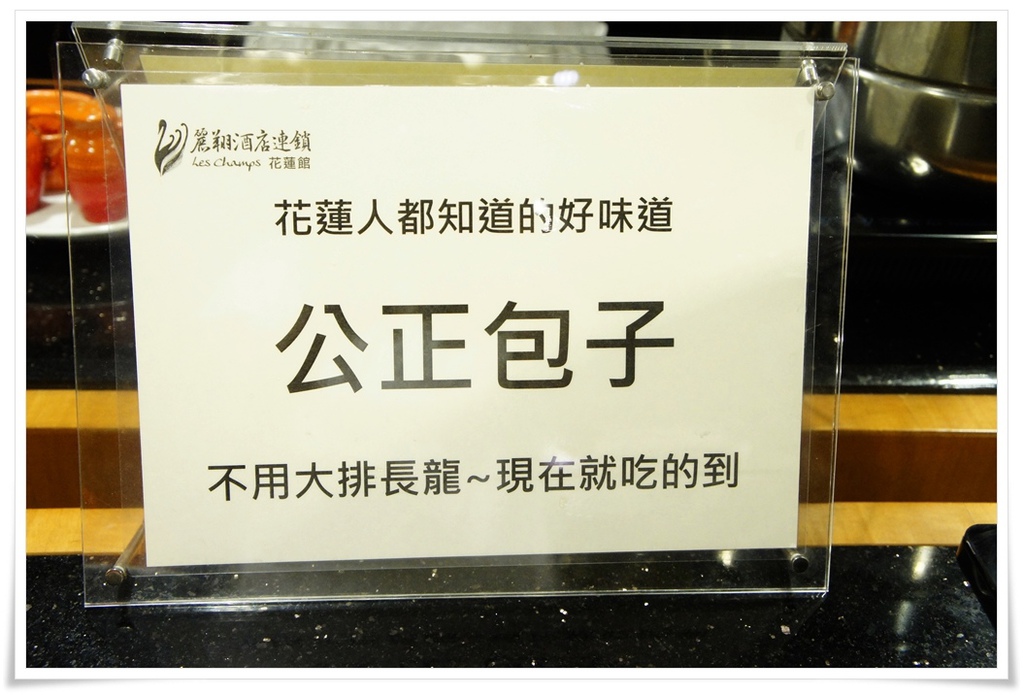 麗翔酒店連鎖
Les Champs 花蓮館
花蓮人都知道的好味道
公正包子
不用大排長龍~現在就吃的到